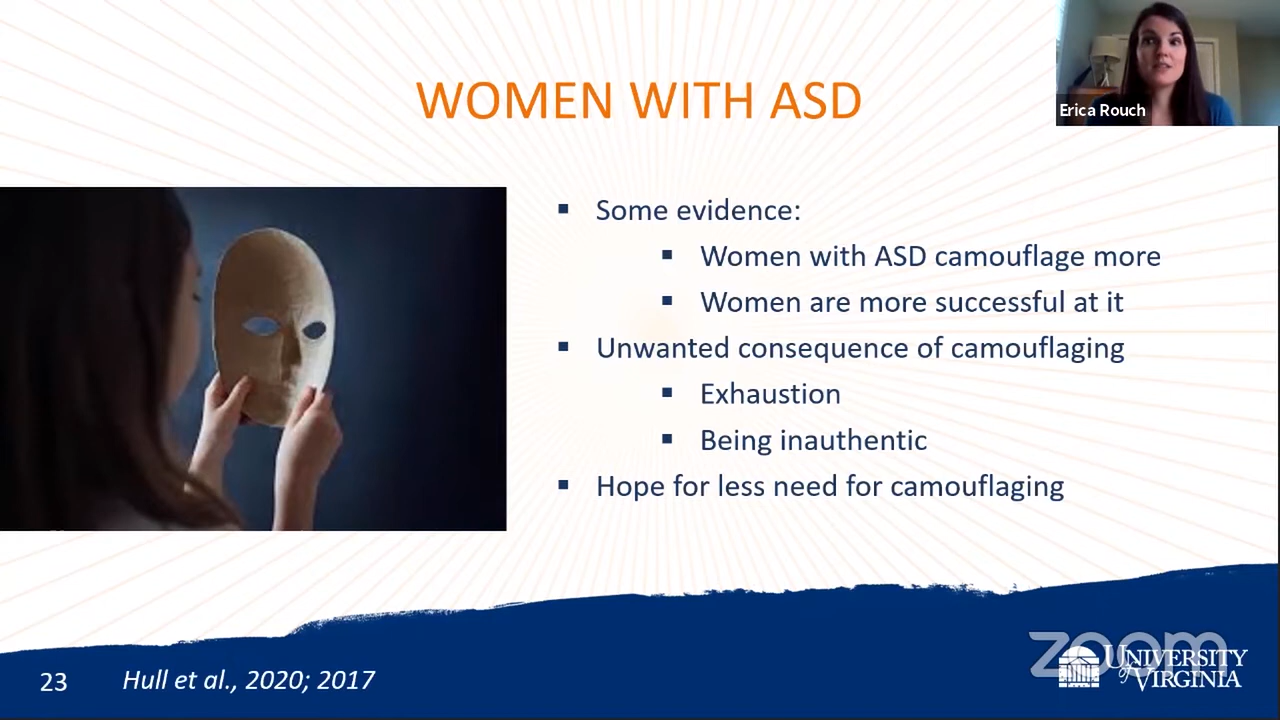 WOMEN WITH ASD
Erica Rouch
▪ Some evidence:
▪ Women with ASD camouflage more
▪ Women are more successful at it
▪ Unwanted consequence of camouflaging
▪ Exhaustion
▪ Being inauthentic
▪ Hope for less need for camouflaging
23
Hull et al., 2020; 2017
zoom
UNIVERSITY
of VIRGINIA